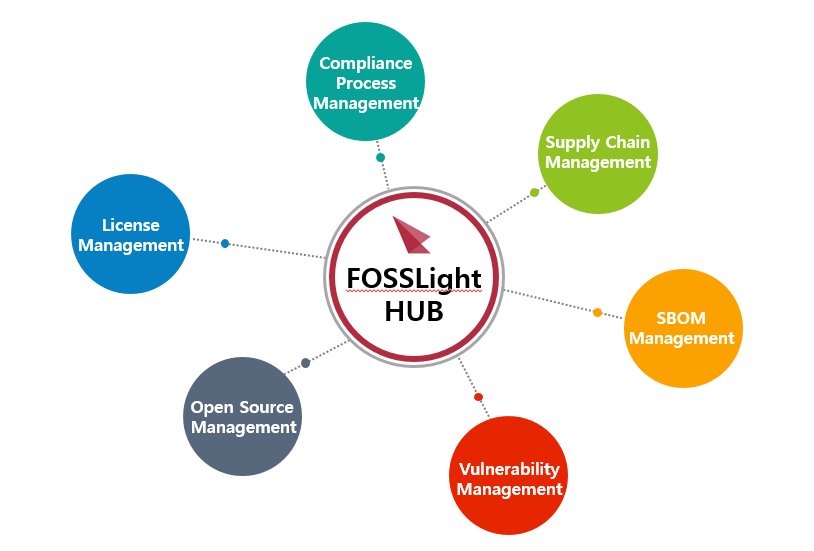 Compliance
Process
Management
Supply Chain
Management
License
Management
FOSSLight
HUB
SBOM
Management
Open Source
Management
Vulnerability
Management